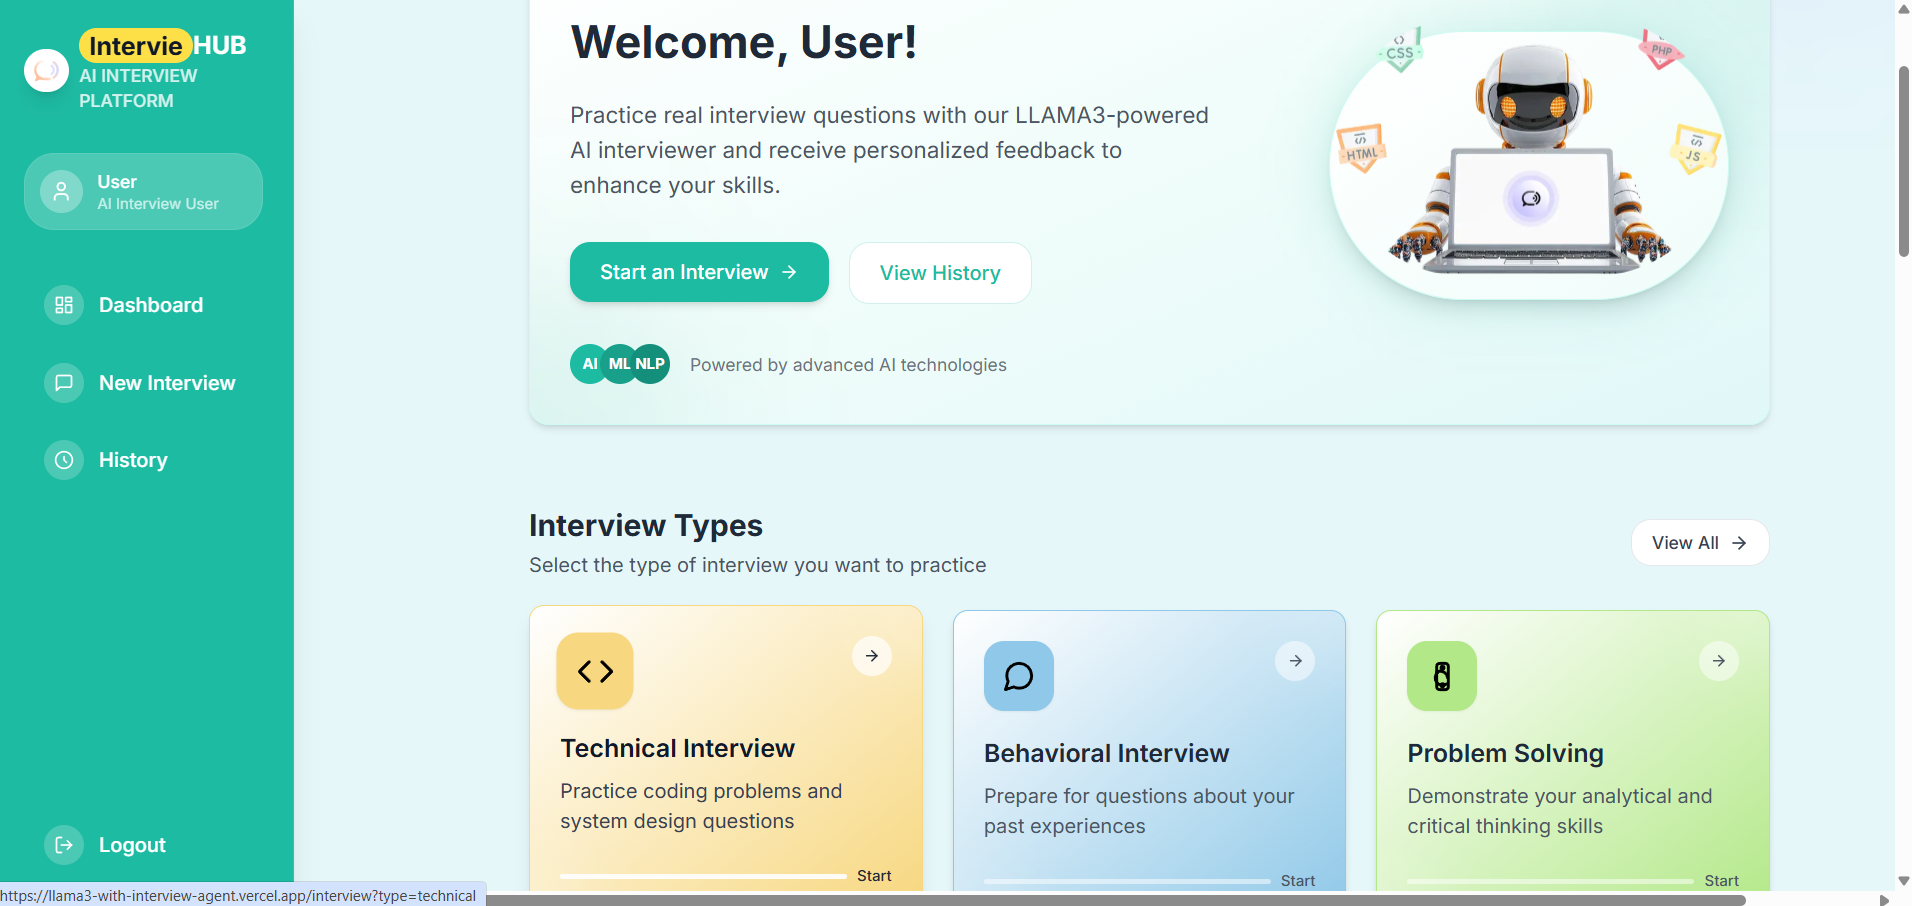 IntervieHUB
AI INTERVIEW
PLATFORM
User
AI Interview User
Dashboard
New Interview
History
Logout
Welcome, User!
Practice real interview questions with our LLAMA3-powered
AI interviewer and receive personalized feedback to
enhance your skills.
Start an Interview
View History
AI ML NLP
Powered by advanced AI technologies
CSS
PHP
HTML
JS
Interview Types
Select the type of interview you want to practice
View All
Technical Interview
Practice coding problems and
system design questions
Start
Behavioral Interview
Prepare for questions about your
past experiences
Start
Problem Solving
Demonstrate your analytical and
critical thinking skills
Start
https://llama3-with-interview-agent.vercel.app/interview?type=technical